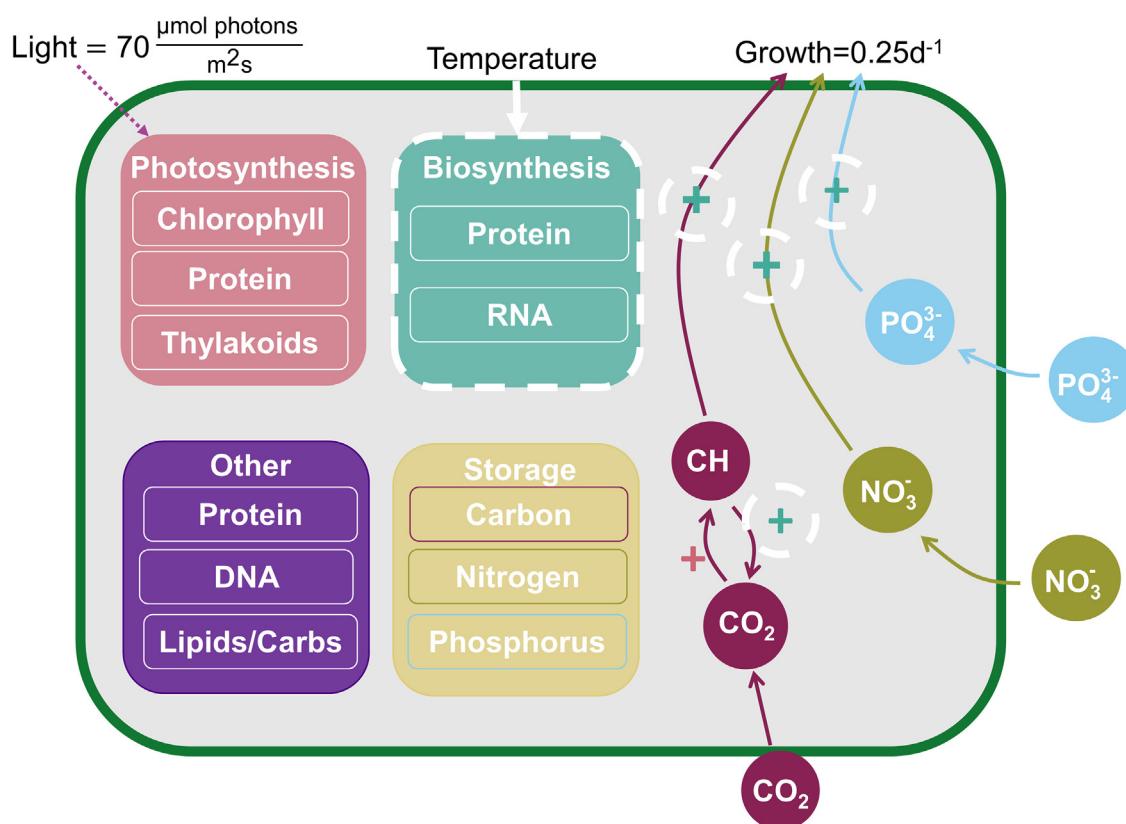 Light = 70 µmol photons / m²s
Temperature
Growth=0.25d⁻¹
Photosynthesis
Chlorophyll
Protein
Thylakoids
Biosynthesis
Protein
RNA
+
+
+
PO₄³⁻
PO₄³⁻
Other
Protein
DNA
Lipids/Carbs
Storage
Carbon
Nitrogen
Phosphorus
CH
+
+
CO₂
CO₂
NO₃⁻
NO₃⁻